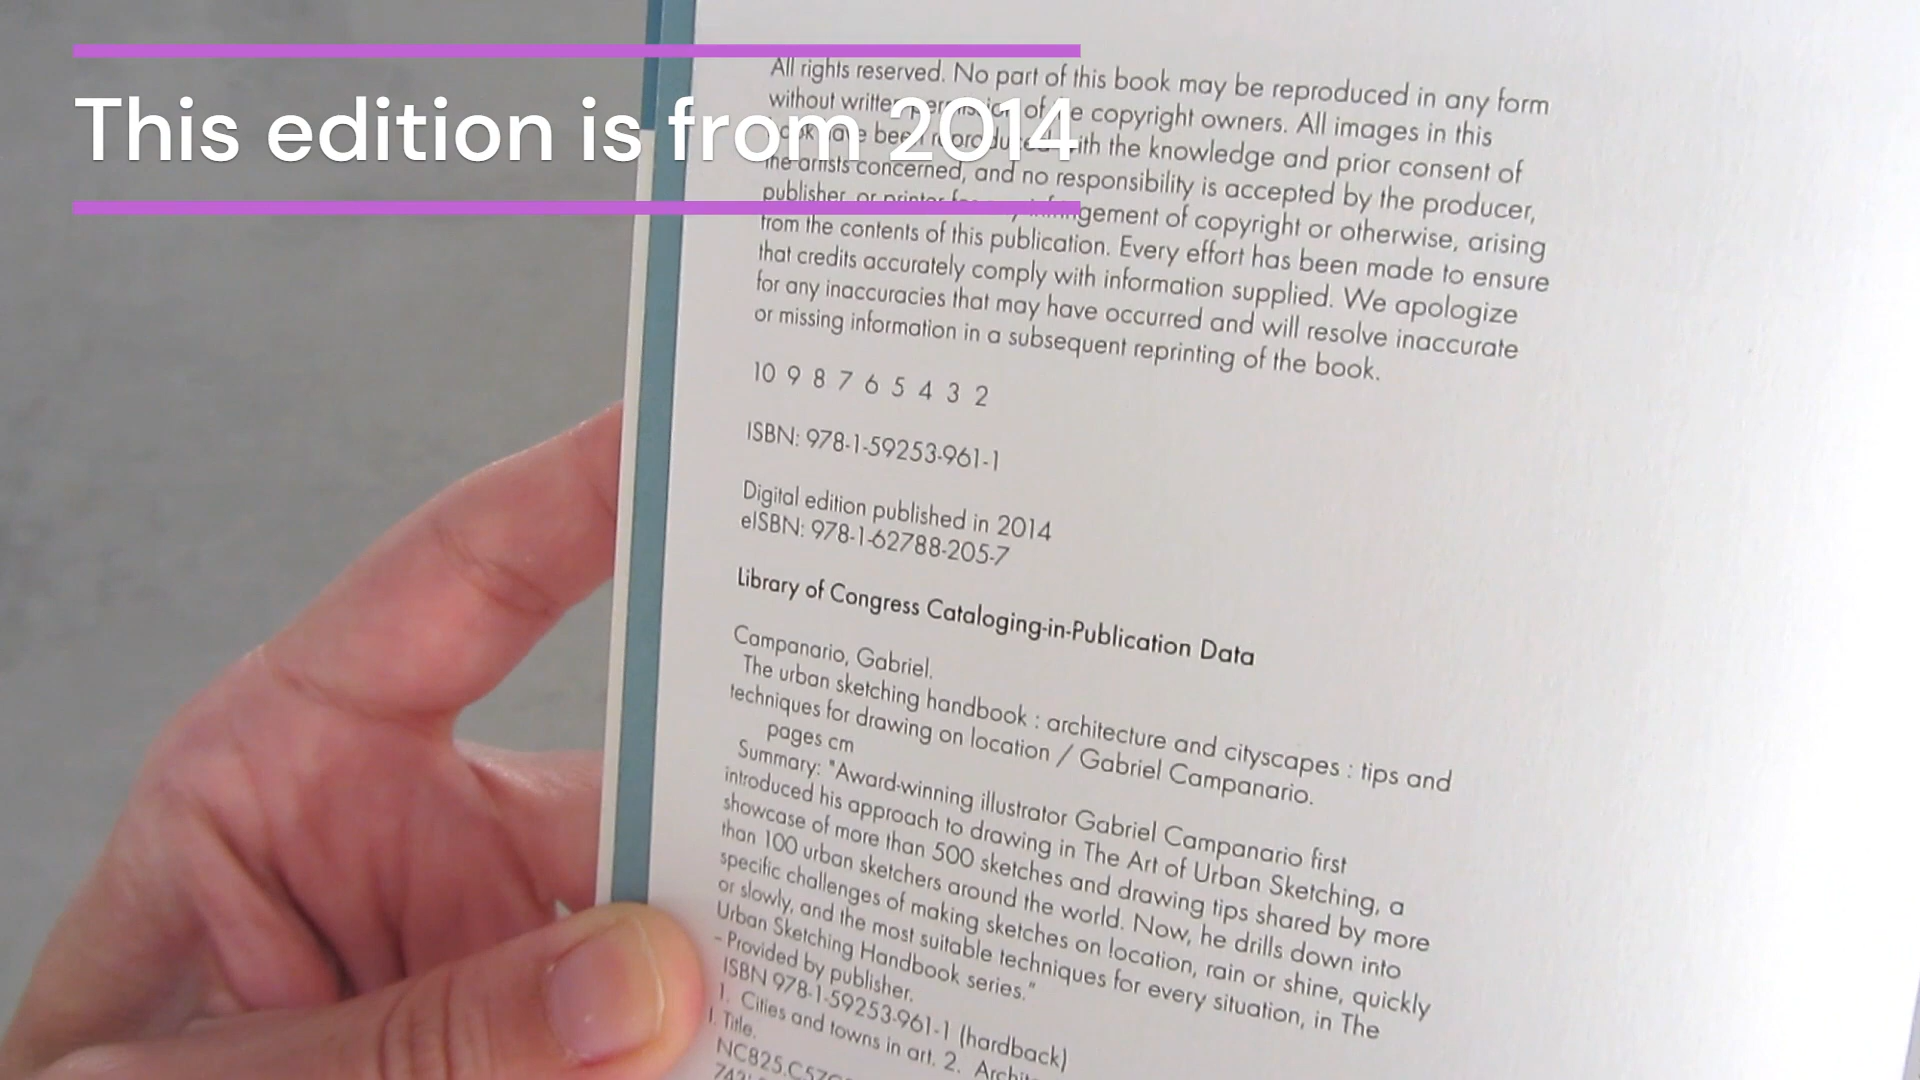 This edition is from 2014
All rights reserved. No part of this book may be reproduced in any form
without written of copyright owners. All images in this
have been reproduced with the knowledge and prior consent of
the artists concerned, and no responsibility is accepted by the producer,
publisher, or printer for any infringement of copyright or otherwise, arising
from the contents of this publication. Every effort has been made to ensure
that credits accurately comply with information supplied. We apologize
for any inaccuracies that may have occurred and will resolve inaccurate
or missing information in a subsequent reprinting of the book.
10 9 8 7 6 5 4 3 2
ISBN: 978-1-59253-961-1
Digital edition published in 2014
eISBN: 978-1-62788-205-7
Library of Congress Cataloging-in-Publication Data
Campanario, Gabriel.
The urban sketching handbook : architecture and cityscapes : tips and
techniques for drawing on location / Gabriel Campanario.
pages cm
Summary: "Award-winning illustrator Gabriel Campanario first
introduced his approach to drawing in The Art of Urban Sketching, a
showcase of more than 500 sketches and drawing tips shared by more
than 100 urban sketchers around the world. Now, he drills down into
specific challenges of making sketches on location, rain or shine, quickly
or slowly, and the most suitable techniques for every situation, in The
Urban Sketching Handbook series."
– Provided by publisher.
ISBN 978-1-59253-961-1 (hardback)
1. Cities and towns in art. 2.
I. Title.